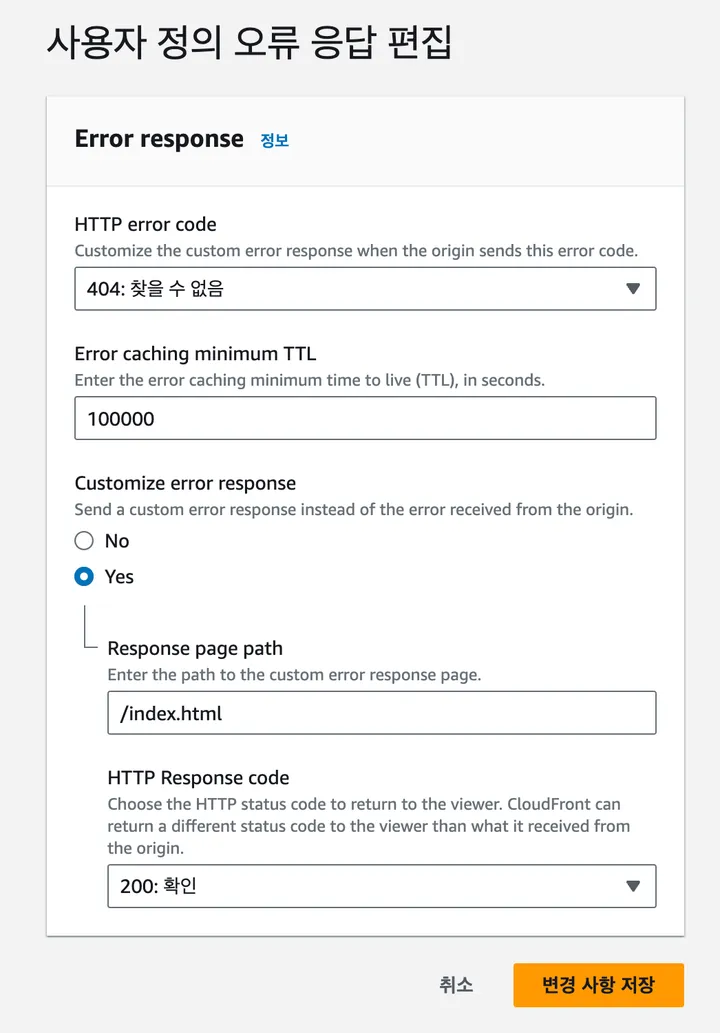 사용자 정의 오류 응답 편집
Error response 정보
HTTP error code
Customize the custom error response when the origin sends this error code.
404: 찾을 수 없음
Error caching minimum TTL
Enter the error caching minimum time to live (TTL), in seconds.
100000
Customize error response
Send a custom error response instead of the error received from the origin.
No
Yes
Response page path
Enter the path to the custom error response page.
/index.html
HTTP Response code
Choose the HTTP status code to return to the viewer. CloudFront can
return a different status code to the viewer than what it received from
the origin.
200: 확인
취소 변경 사항 저장